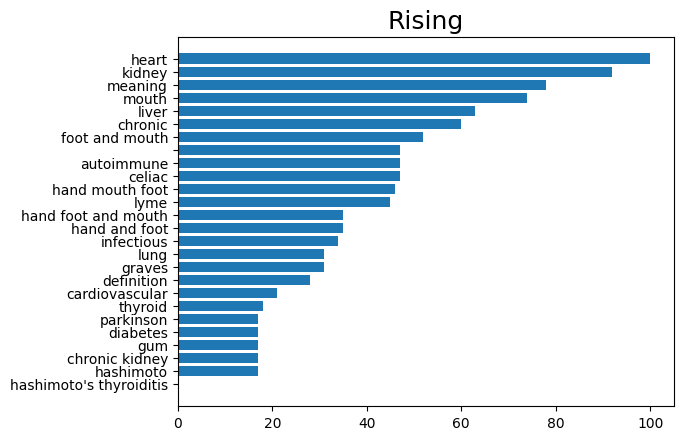 Rising
heart
kidney
meaning
mouth
liver
chronic
foot and mouth
autoimmune
celiac
hand mouth foot
lyme
hand foot and mouth
hand and foot
infectious
lung
graves
definition
cardiovascular
thyroid
parkinson
diabetes
gum
chronic kidney
hashimoto
hashimoto's thyroiditis
0 20 40 60 80 100